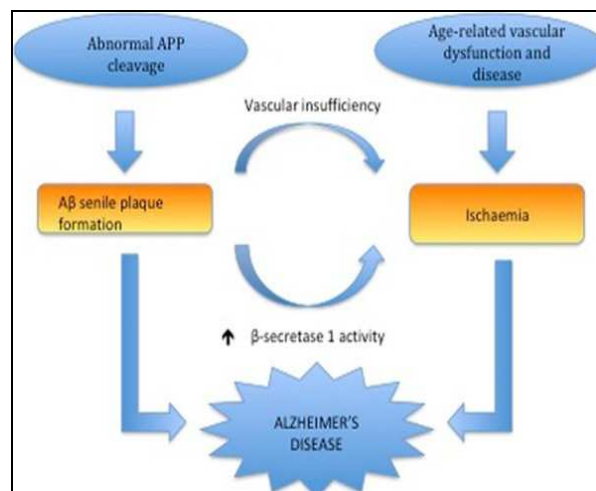 Abnormal APP
cleavage
Age-related vascular
dysfunction and
disease
Vascular insufficiency
Aβ senile plaque
formation
Ischaemia
β-secretase 1 activity
ALZHEIMER'S
DISEASE